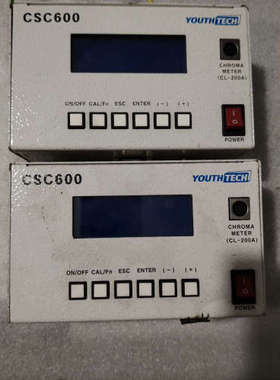 CSC600 YOUTHTECH
CHROMA
METER
(CL-200A)
ON/OFF CAL/Fn ESC ENTER (-) (+)
POWER
CSC600 YOUTHTECH
CHROMA
METER
(CL-200A)
ON/OFF CAL/Fn ESC ENTER (-) (+)
POWER